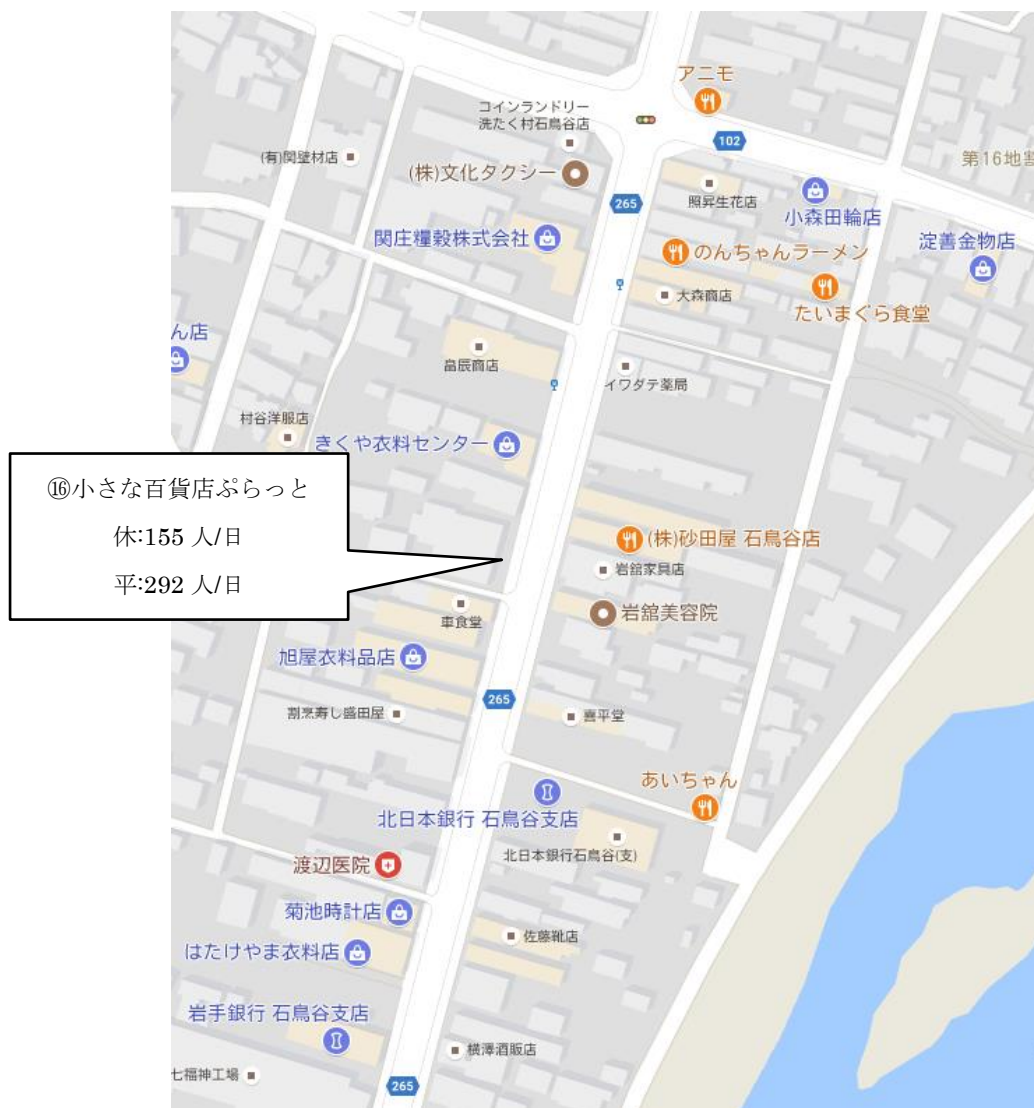 アニモ
コインランドリー
洗たく村石鳥谷店
102
(有)関壁材店
第16地割
(株)文化タクシー
照昇生花店
265
小森田輪店
関庄糧穀株式会社
淀善金物店
のんちゃんラーメン
大森商店
たいまぐら食堂
ん店
畠辰商店
イワダテ薬局
村谷洋服店
きくや衣料センター
⑯小さな百貨店ぷらっと
休:155 人/日
平:292 人/日
(株)砂田屋 石鳥谷店
岩舘家具店
車食堂
岩舘美容院
旭屋衣料品店
265
割烹寿し盛田屋
喜平堂
あいちゃん
北日本銀行 石鳥谷支店
北日本銀行石鳥谷(支)
渡辺医院
菊池時計店
佐藤靴店
はたけやま衣料店
岩手銀行 石鳥谷支店
横澤酒販店
七福神工場
265